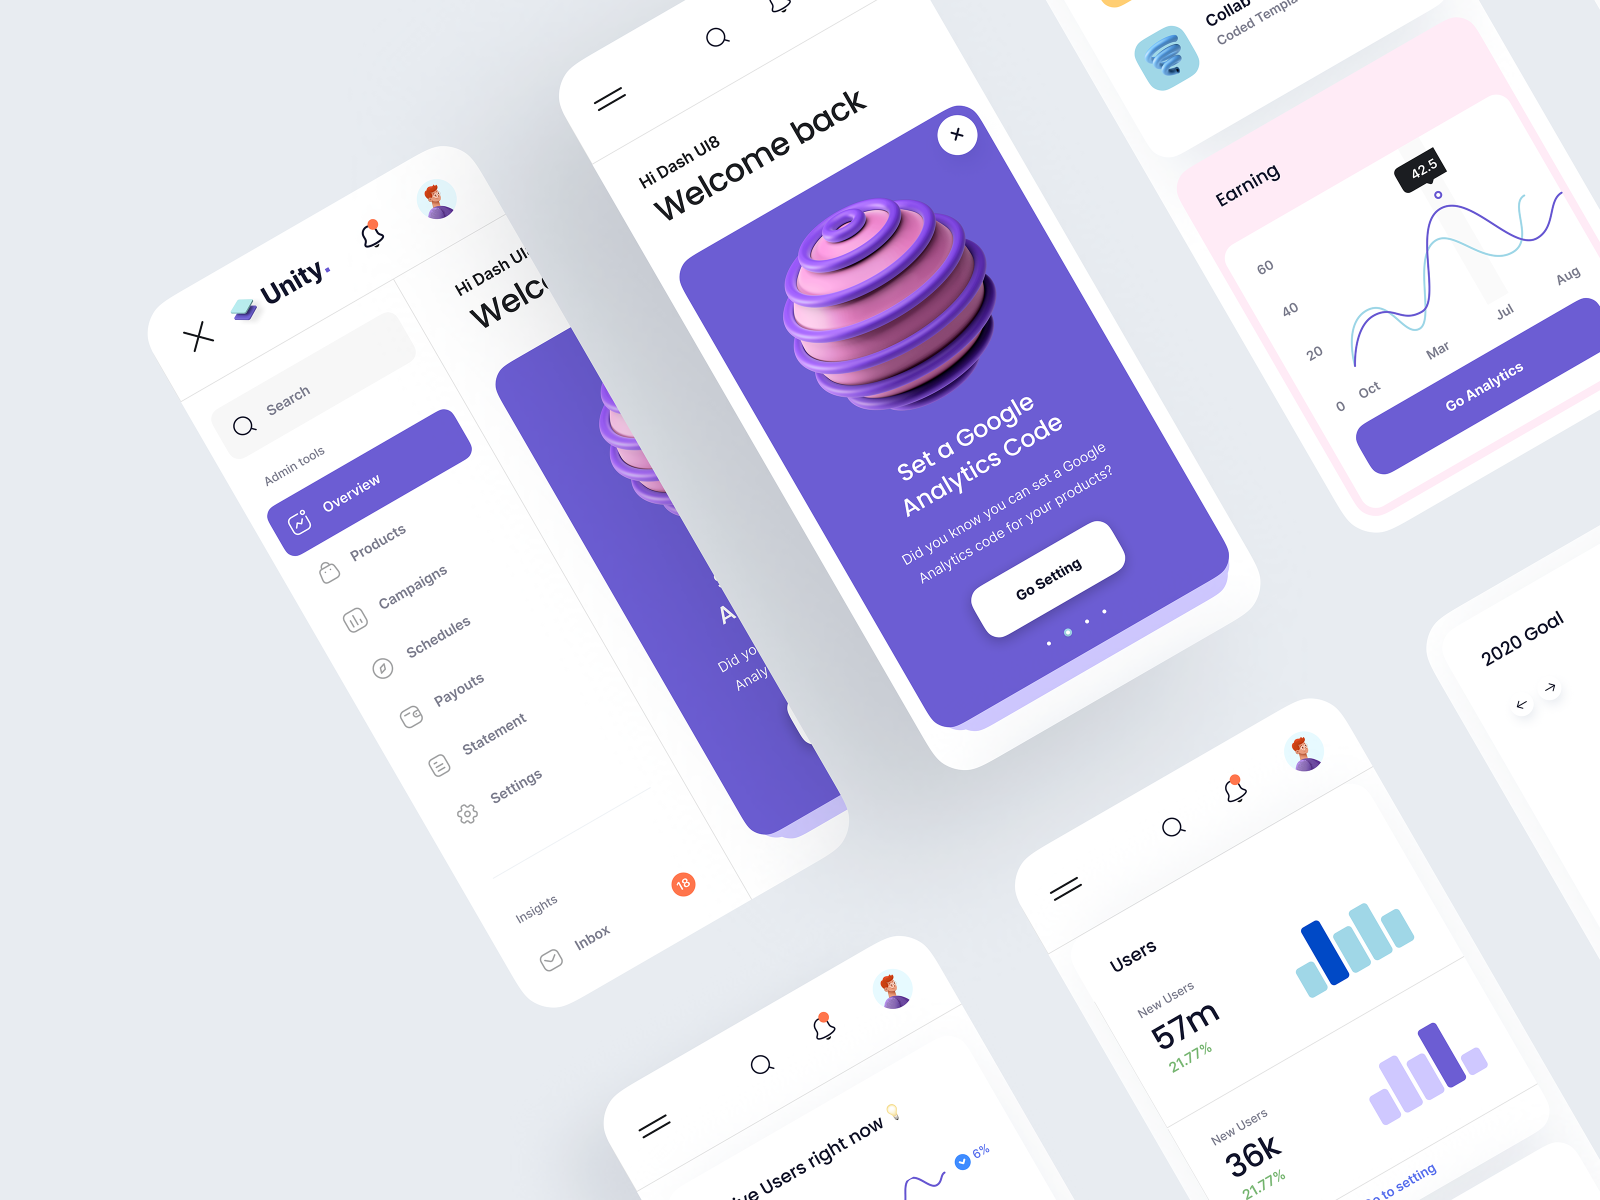 Unity.
Search
Admin tools
Overview
Products
Campaigns
Schedules
Payouts
Statement
Settings
Insights
Inbox
18
Hi Dash UI
Welc
A
Did yo
Analy
Hi Dash UI8
Welcome back
Set a Google
Analytics Code
Did you know you can set a Google
Analytics code for your products?
Go Setting
Collab
Coded Templa
Earning
42.5
60
40
20
0
Oct
Mar
Jul
Aug
Go Analytics
2020 Goal
Users
New Users
57m
21.77%
New Users
36k
21.77%
to setting
ive Users right now
6%